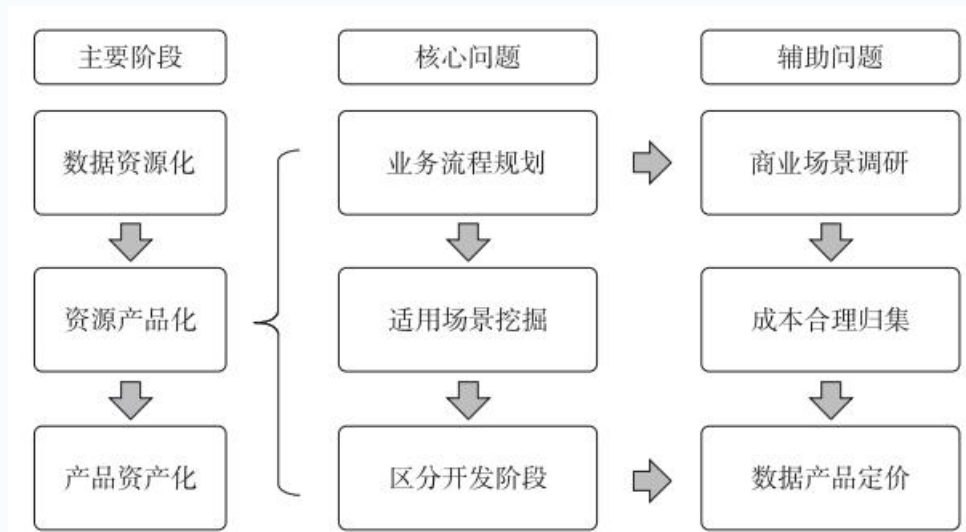 主要阶段
核心问题
辅助问题
数据资源化
业务流程规划
商业场景调研
资源产品化
适用场景挖掘
成本合理归集
产品资产化
区分开发阶段
数据产品定价